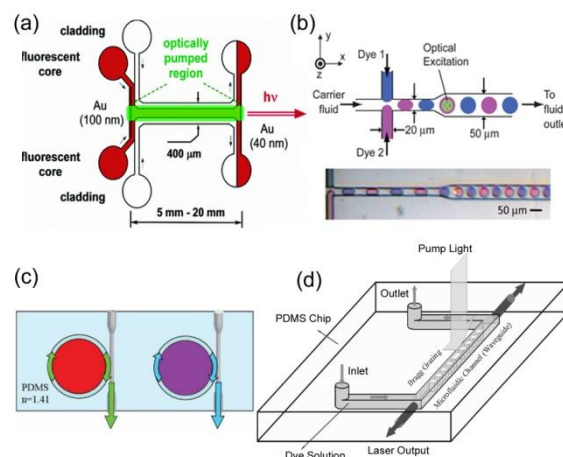 (a)
cladding
fluorescent
core
optically
pumped
region
hν
Au
(100 nm)
Au
(40 nm)
400 μm
fluorescent
core
cladding
5 mm - 20 mm
(b)
y
x
z
Dye 1
Optical
Excitation
Carrier
fluid
To
fluidic
outlet
20 μm
50 μm
Dye 2
50 μm
(c)
PDMS
n=1.41
(d)
Pump Light
Outlet
PDMS Chip
Bragg Grating
Microfluidic Channel (Waveguide)
Inlet
Dye Solution
Laser Output